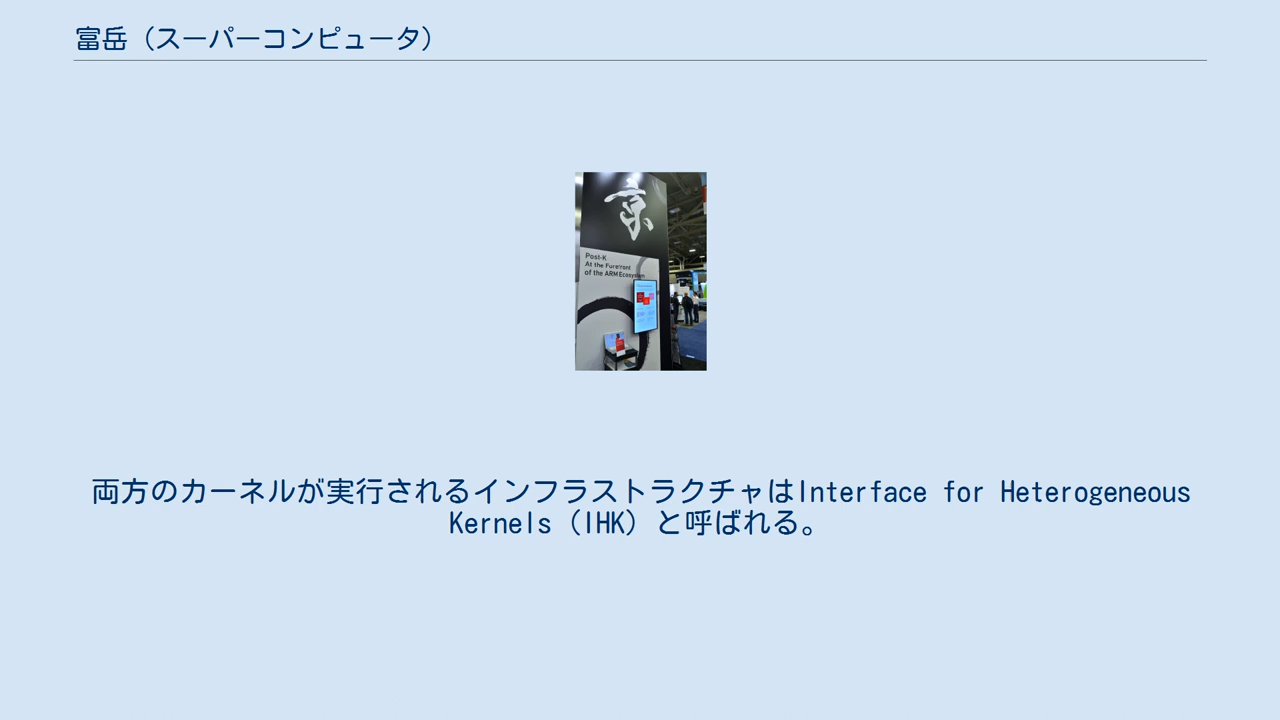 富岳（スーパーコンピュータ）
京
Post-K
At the Forefront
of the ARM Ecosystem
両方のカーネルが実行されるインフラストラクチャはInterface for Heterogeneous
Kernels（IHK）と呼ばれる。